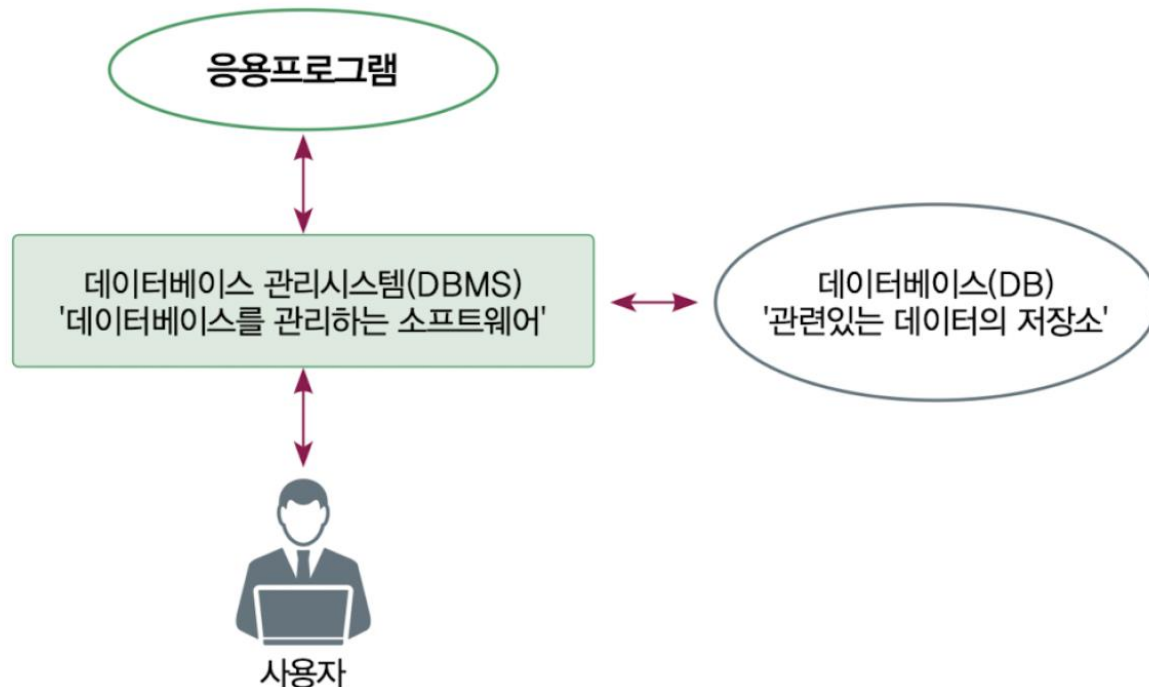 응용프로그램
데이터베이스 관리시스템(DBMS)
'데이터베이스를 관리하는 소프트웨어'
데이터베이스(DB)
'관련있는 데이터의 저장소'
사용자